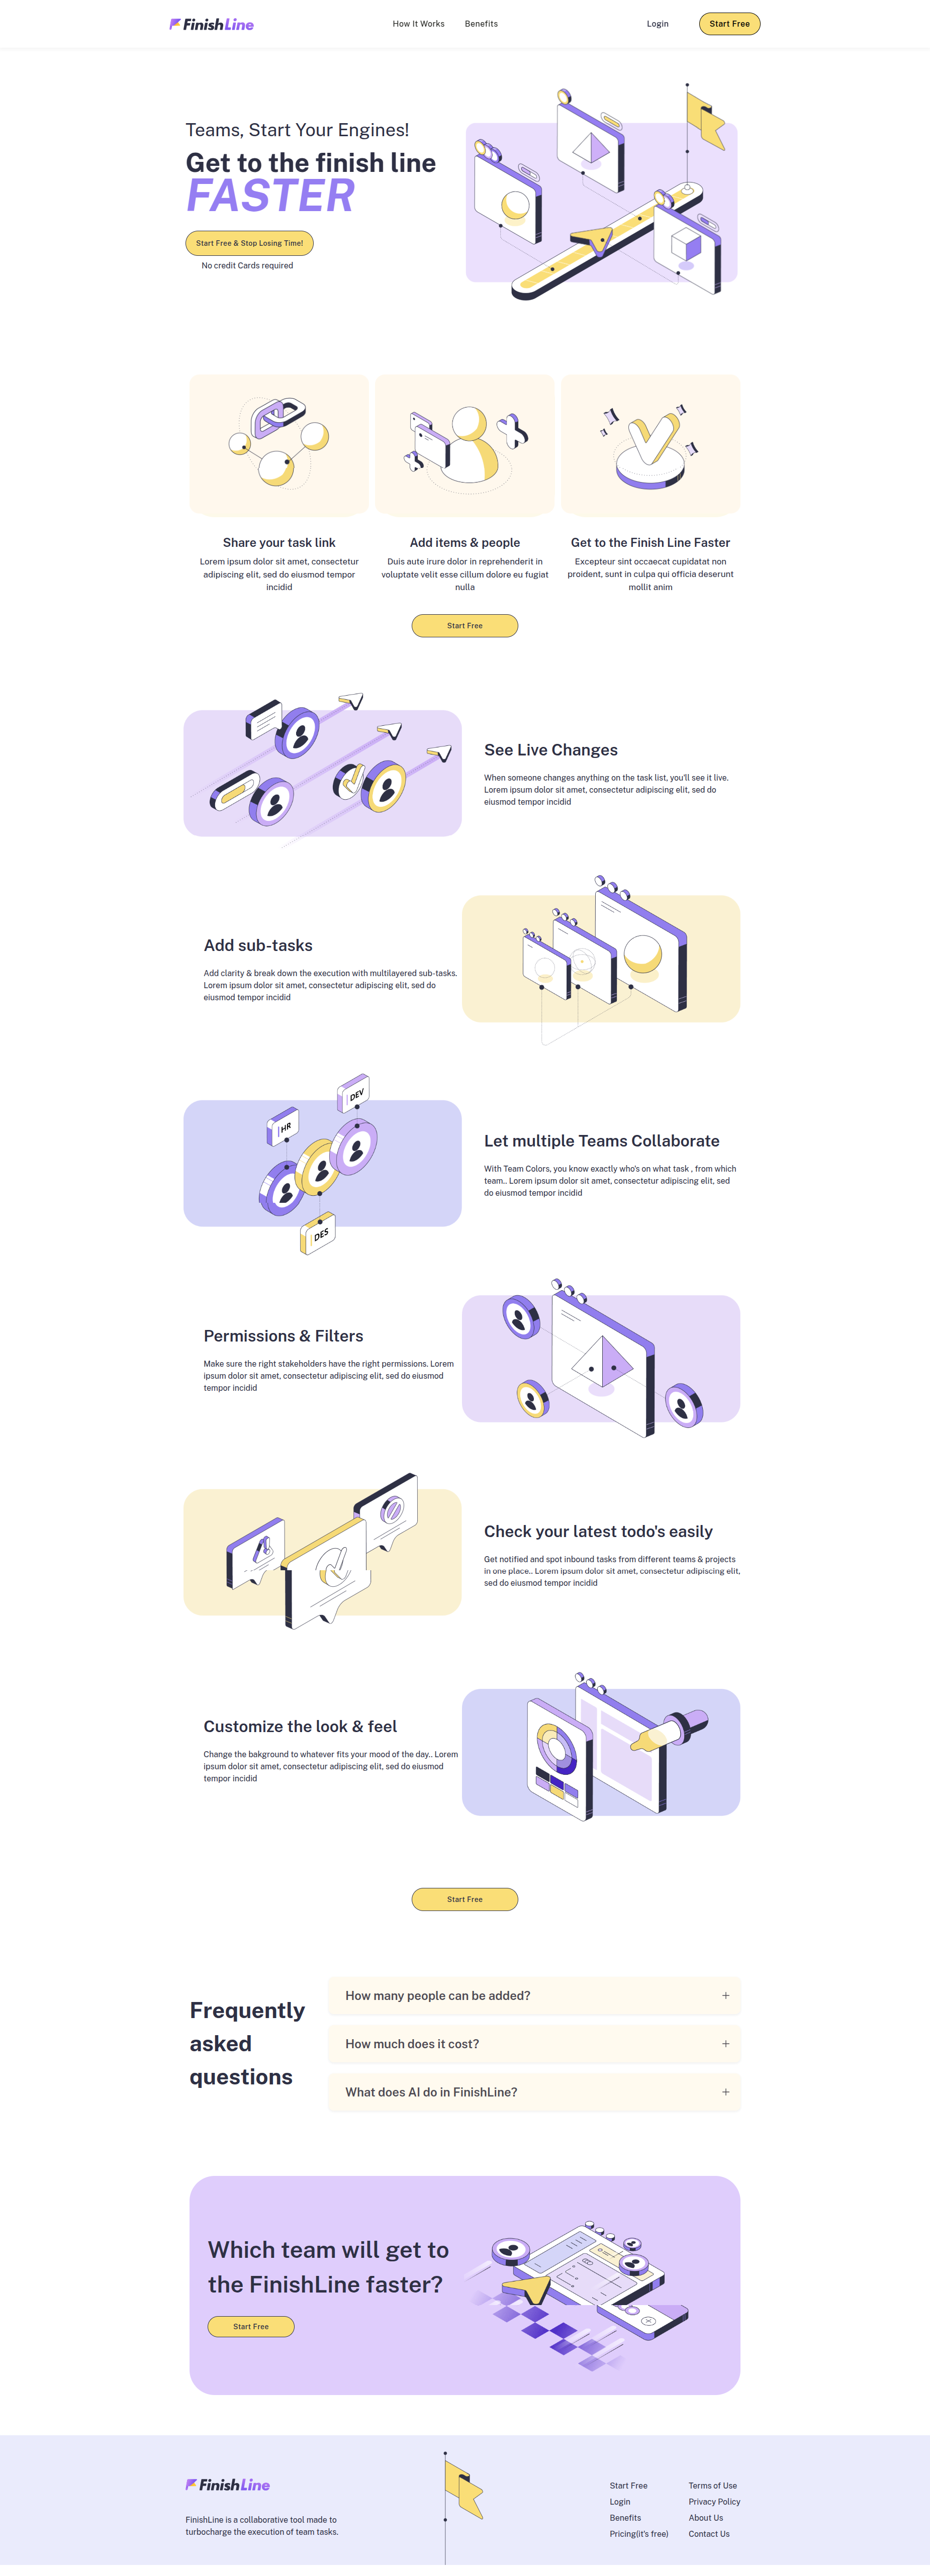 FinishLine
How It Works
Benefits
Login
Start Free
Teams, Start Your Engines!
Get to the finish line
FASTER
Start Free & Stop Losing Time!
No credit Cards required
Share your task link
Lorem ipsum dolor sit amet, consectetur
adipiscing elit, sed do eiusmod tempor
incidid
Add items & people
Duis aute irure dolor in reprehenderit in
voluptate velit esse cillum dolore eu fugiat
nulla
Get to the Finish Line Faster
Excepteur sint occaecat cupidatat non
proident, sunt in culpa qui officia deserunt
mollit anim
Start Free
See Live Changes
When someone changes anything on the task list, you'll see it live.
Lorem ipsum dolor sit amet, consectetur adipiscing elit, sed do
eiusmod tempor incidid
Add sub-tasks
Add clarity & break down the execution with multilayered sub-tasks.
Lorem ipsum dolor sit amet, consectetur adipiscing elit, sed do
eiusmod tempor incidid
DEV
HR
DES
Let multiple Teams Collaborate
With Team Colors, you know exactly who's on what task , from which
team.. Lorem ipsum dolor sit amet, consectetur adipiscing elit, sed
do eiusmod tempor incidid
Permissions & Filters
Make sure the right stakeholders have the right permissions. Lorem
ipsum dolor sit amet, consectetur adipiscing elit, sed do eiusmod
tempor incidid
Check your latest todo's easily
Get notified and spot inbound tasks from different teams & projects
in one place.. Lorem ipsum dolor sit amet, consectetur adipiscing elit,
sed do eiusmod tempor incidid
Customize the look & feel
Change the bakground to whatever fits your mood of the day.. Lorem
ipsum dolor sit amet, consectetur adipiscing elit, sed do eiusmod
tempor incidid
Start Free
Frequently
asked
questions
How many people can be added?
How much does it cost?
What does AI do in FinishLine?
Which team will get to
the FinishLine faster?
Start Free
FinishLine
FinishLine is a collaborative tool made to
turbocharge the execution of team tasks.
Start Free
Login
Benefits
Pricing(it's free)
Terms of Use
Privacy Policy
About Us
Contact Us